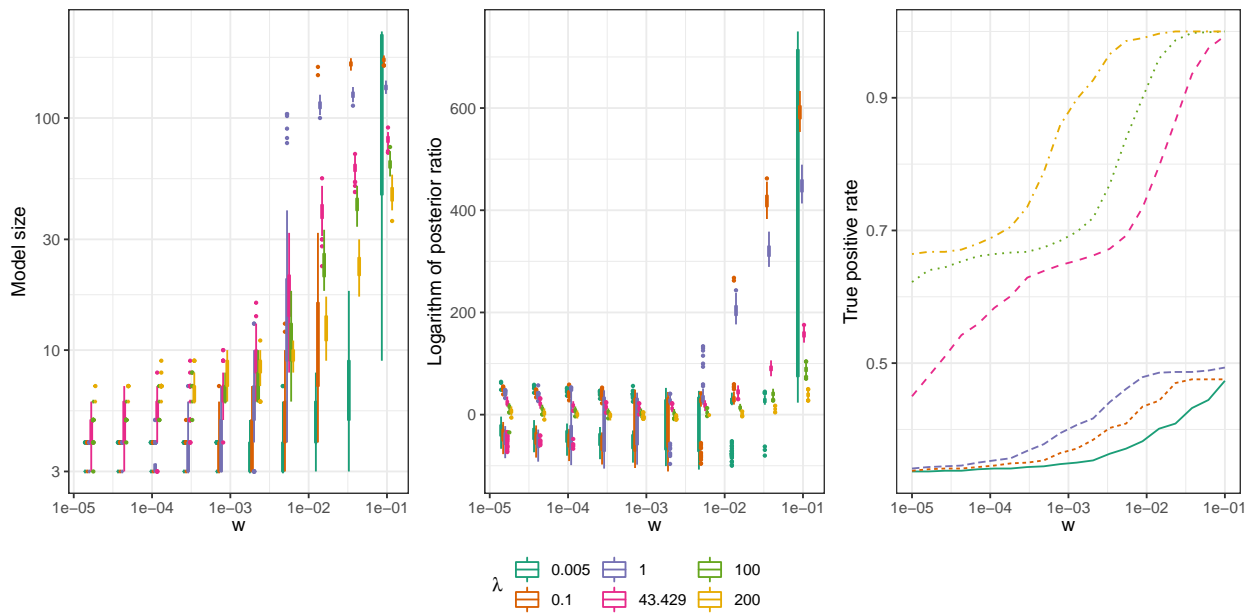 Model size
100
30
10
3
1e−05
1e−04
1e−03
1e−02
1e−01
w
Logarithm of posterior ratio
600
400
200
0
1e−05
1e−04
1e−03
1e−02
1e−01
w
True positive rate
0.9
0.7
0.5
1e−05
1e−04
1e−03
1e−02
1e−01
w
λ
0.005
0.1
1
43.429
100
200